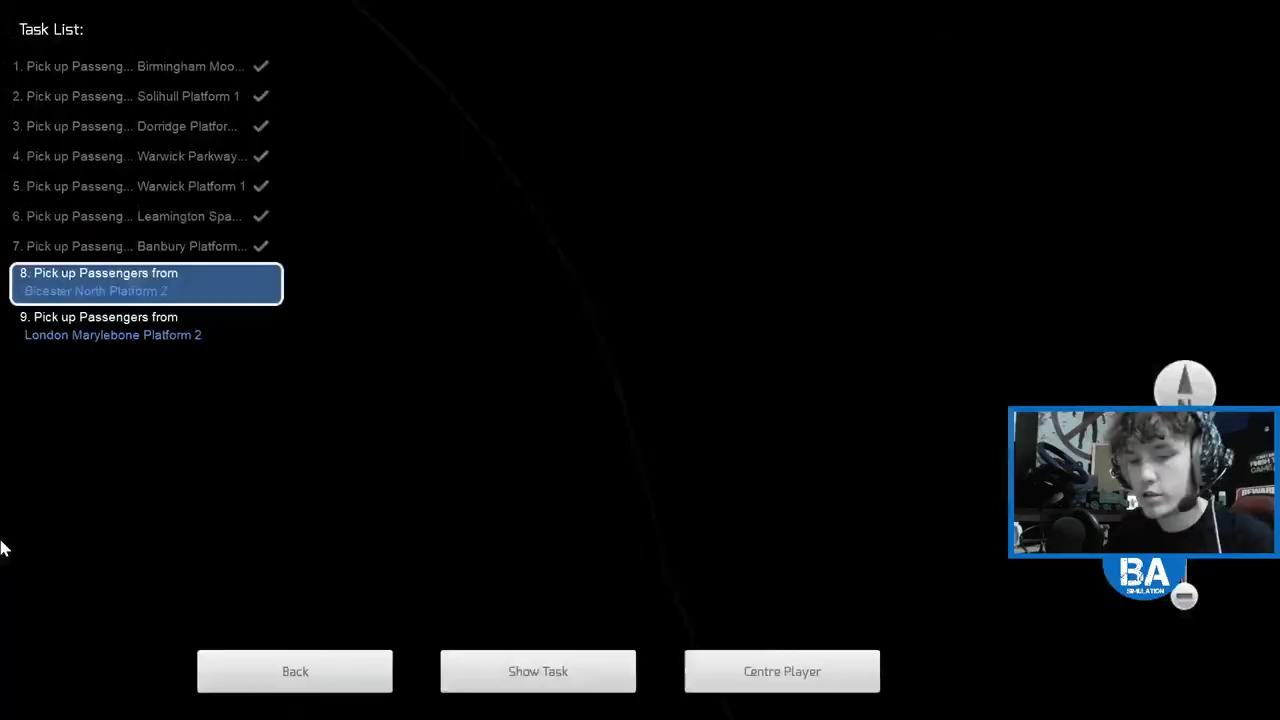 Task List:
1. Pick up Passeng... Birmingham Moo...
2. Pick up Passeng... Solihull Platform 1
3. Pick up Passeng... Dorridge Platfor...
4. Pick up Passeng... Warwick Parkway...
5. Pick up Passeng... Warwick Platform 1
6. Pick up Passeng... Leamington Spa...
7. Pick up Passeng... Banbury Platform...
8. Pick up Passengers from
Bicester North Platform 2
9. Pick up Passengers from
London Marylebone Platform 2
N
BEWARE
BA
SIMULATION
Back
Show Task
Centre Player